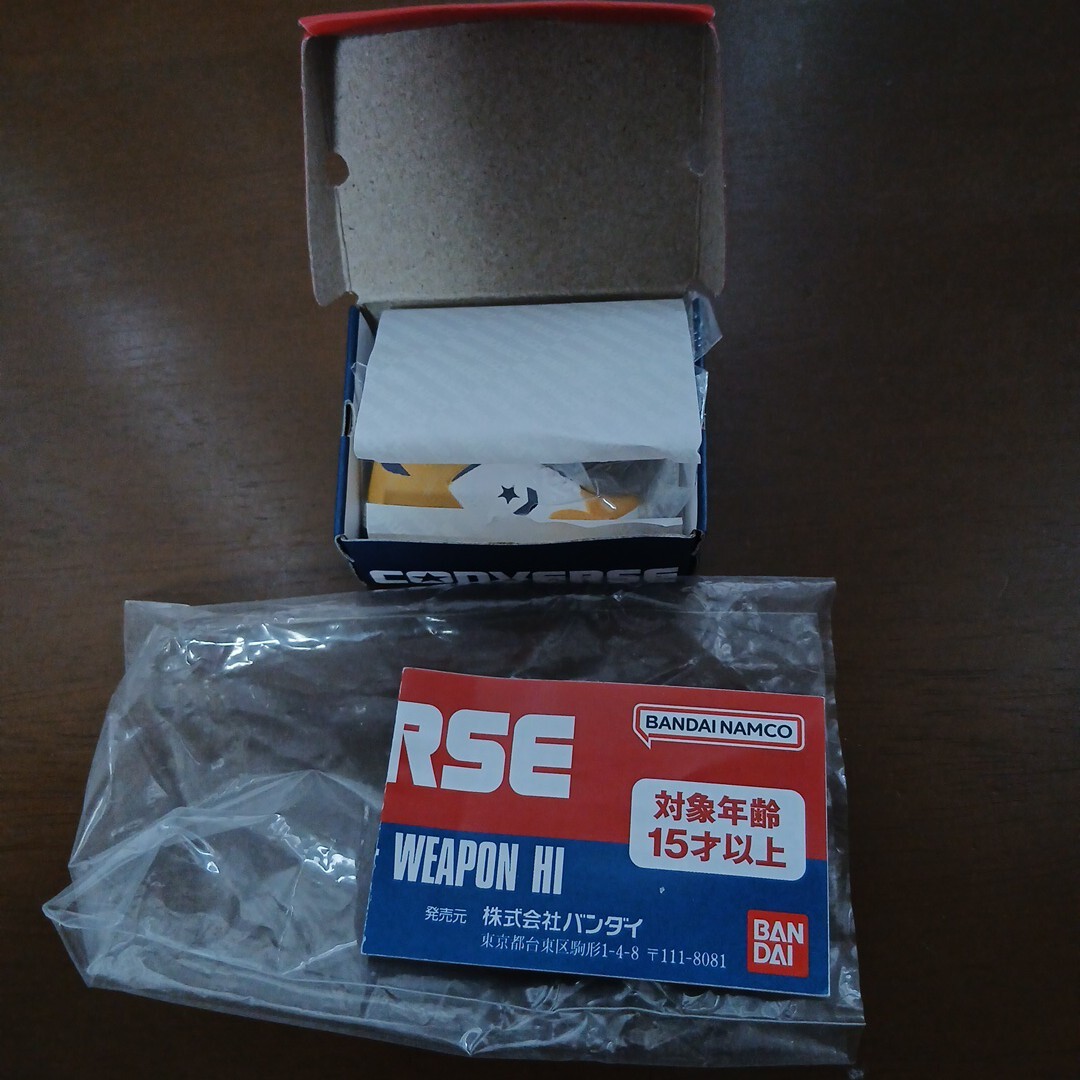 CONVERSE
RSE
BANDAI NAMCO
対象年齢
15才以上
WEAPON HI
発売元 株式会社バンダイ
東京都台東区駒形1-4-8 〒111-8081
BAN
DAI